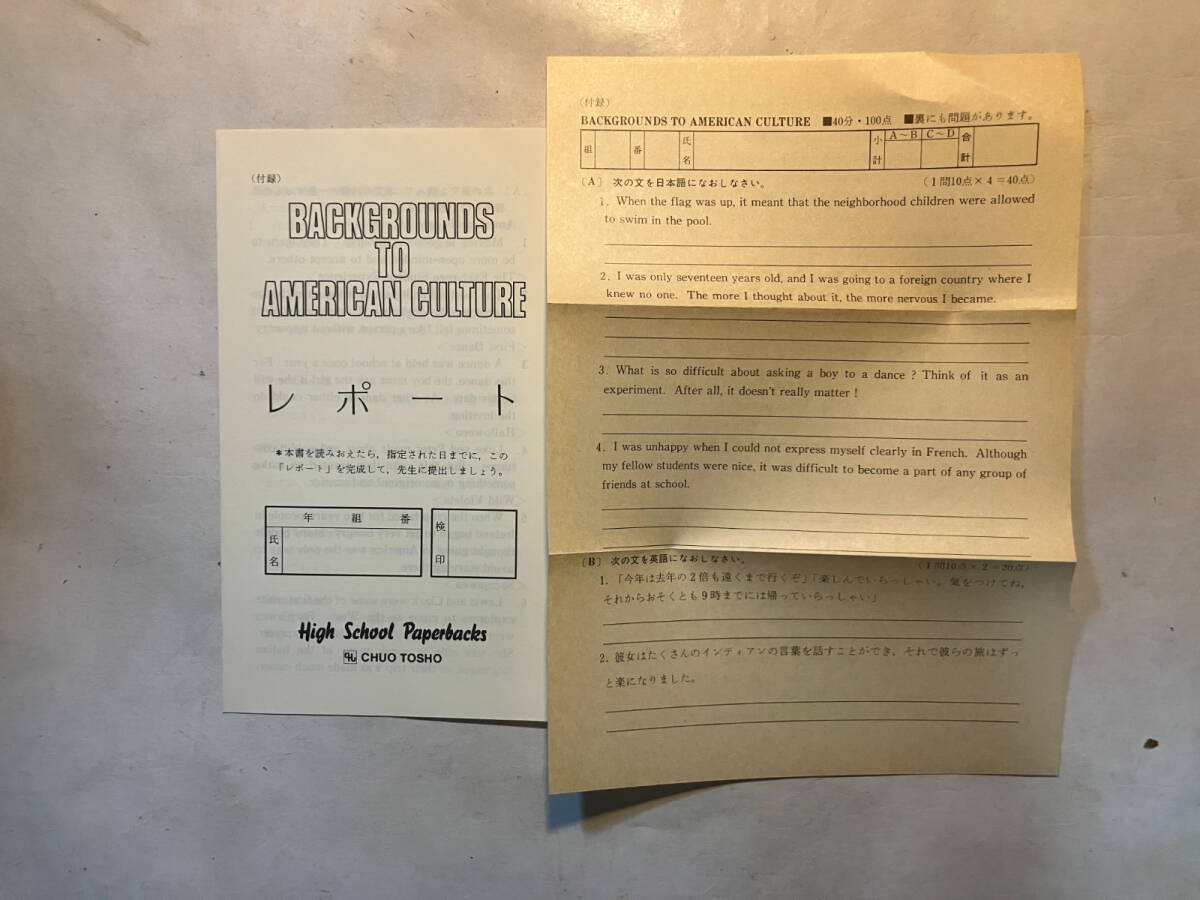 (付録)
BACKGROUNDS
TO
AMERICAN CULTURE
レポート
*本書を読みおえたら,指定された日までに,この
「レポート」を完成して,先生に提出しましょう。
年 組 番
氏名
検印
High School Paperbacks
CHUO TOSHO
(付録)
BACKGROUNDS TO AMERICAN CULTURE ■40分・100点 ■裏にも問題があります。
組 番 氏名 小計 A~B C~D 合計
〔A〕 次の文を日本語になおしなさい。 (1問10点×4=40点)
1. When the flag was up, it meant that the neighborhood children were allowed
to swim in the pool.
2. I was only seventeen years old, and I was going to a foreign country where I
knew no one. The more I thought about it, the more nervous I became.
3. What is so difficult about asking a boy to a dance? Think of it as an
experiment. After all, it doesn't really matter!
4. I was unhappy when I could not express myself clearly in French. Although
my fellow students were nice, it was difficult to become a part of any group of
friends at school.
〔B〕 次の文を英語になおしなさい。 (1問10点×2=20点)
1.「今年は去年の2倍も遠くまで行くぞ」「楽しんでいらっしゃい。気をつけてね,
それからおそくとも9時までには帰っていらっしゃい」
2. 彼女はたくさんのインディアンの言葉を話すことができ,それで彼らの旅はずっ
と楽になりました。